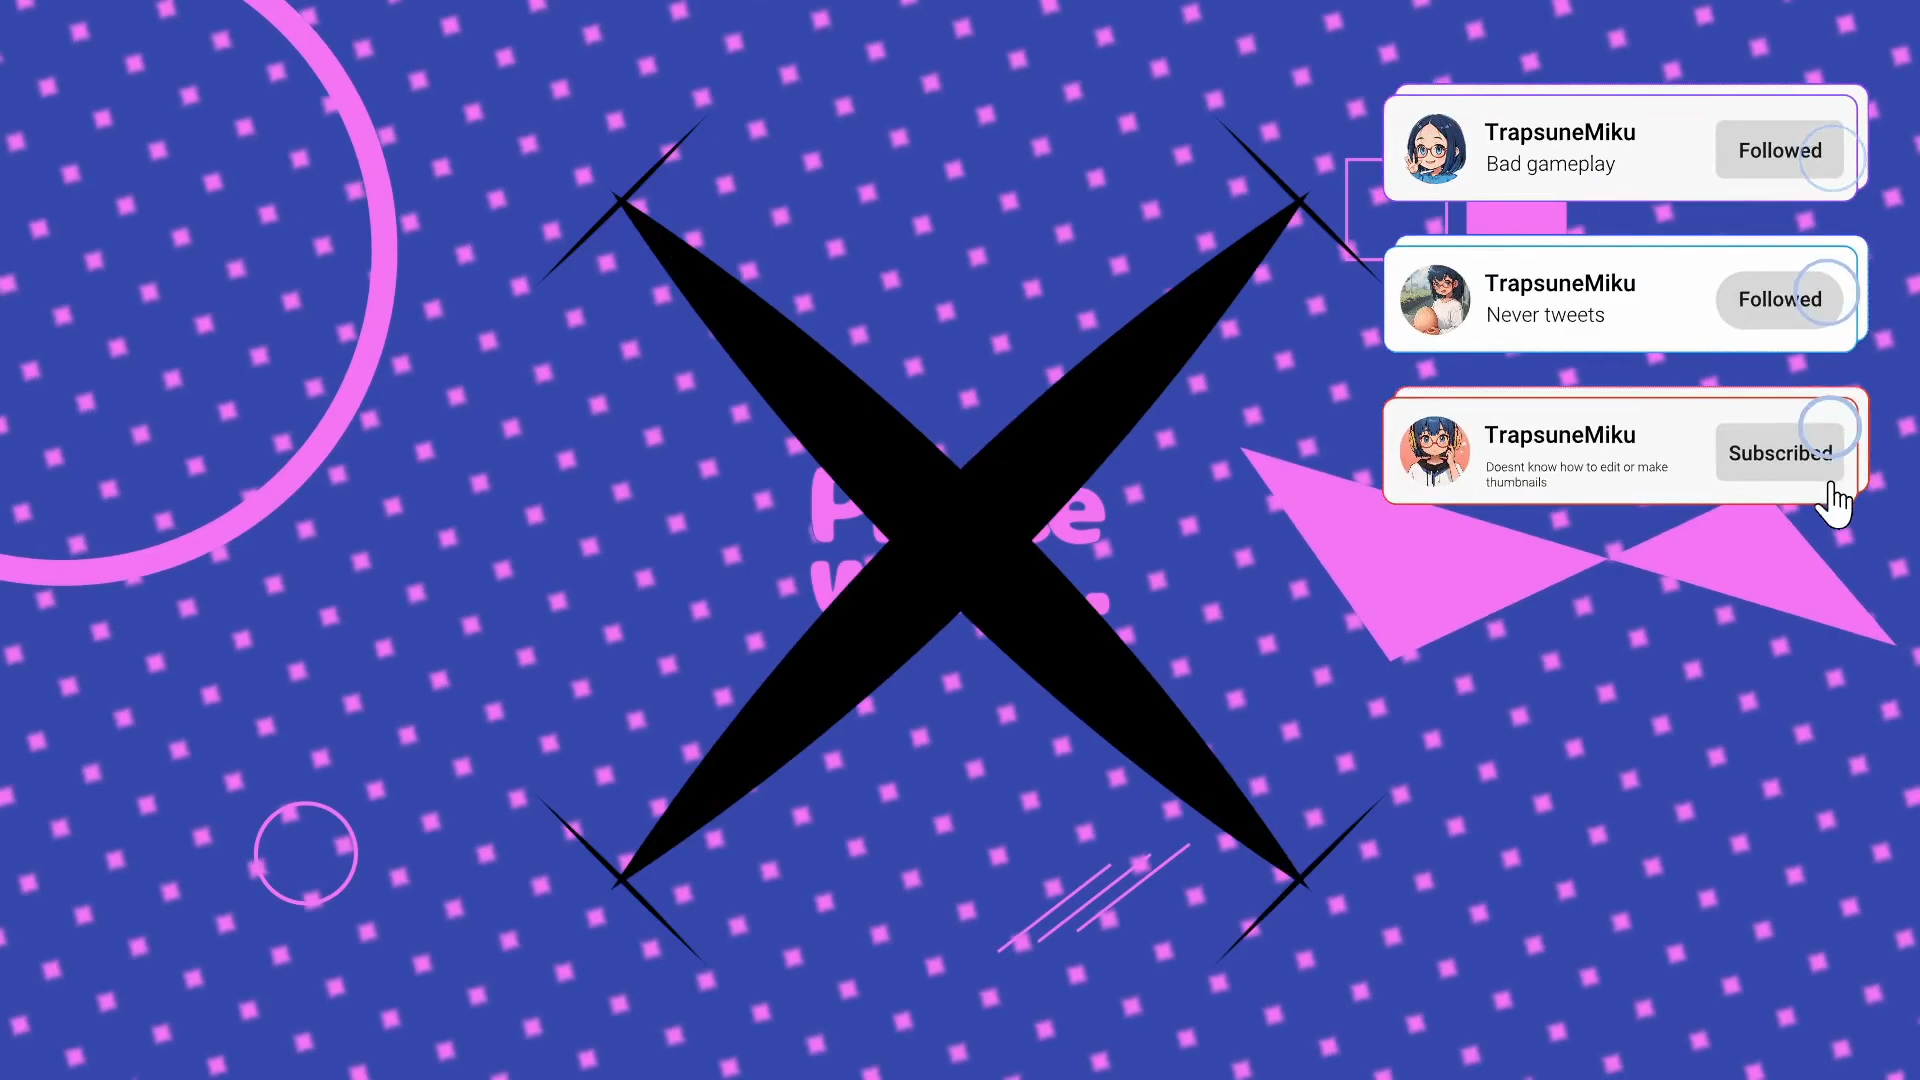 TrapsuneMiku
Bad gameplay
Followed
TrapsuneMiku
Never tweets
Followed
TrapsuneMiku
Doesnt know how to edit or make
thumbnails
Subscribed